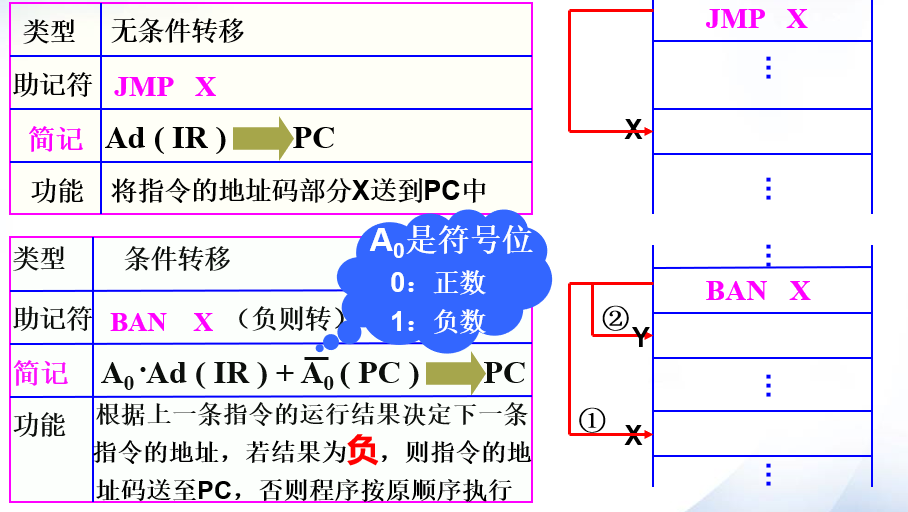 类型 无条件转移
助记符 JMP X
简记 Ad ( IR ) PC
功能 将指令的地址码部分X送到PC中
JMP X
⋮
X
⋮
类型 条件转移
助记符 BAN X （负则转）
简记 A₀·Ad ( IR ) + A̅₀ ( PC ) PC
功能 根据上一条指令的运行结果决定下一条
指令的地址，若结果为负，则指令的地
址码送至PC，否则程序按原顺序执行
A₀是符号位
0：正数
1：负数
⋮
BAN X
②
Y
⋮
①
X
⋮